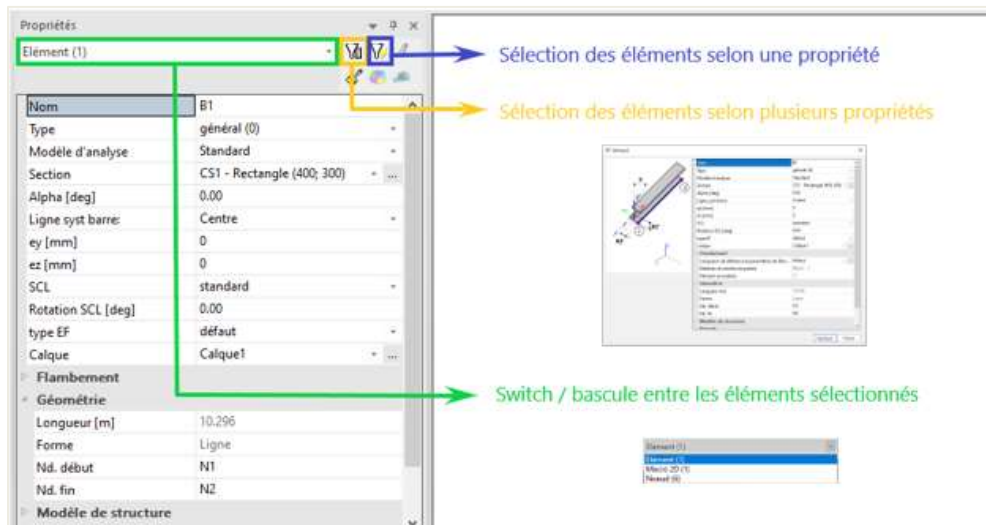 Propriétés
Elément (1)
Nom B1
Type général (0)
Modèle d'analyse Standard
Section CS1 - Rectangle (400; 300)
Alpha [deg] 0.00
Ligne syst barre: Centre
ey [mm] 0
ez [mm] 0
SCL standard
Rotation SCL [deg] 0.00
type EF défaut
Calque Calque1
Flambement
Géométrie
Longueur [m] 10.296
Forme Ligne
Nd. début N1
Nd. fin N2
Modèle de structure
Sélection des éléments selon une propriété
Sélection des éléments selon plusieurs propriétés
Switch / bascule entre les éléments sélectionnés
Elément (1)
Elément (1)
Macro 2D (1)
Noeud (6)